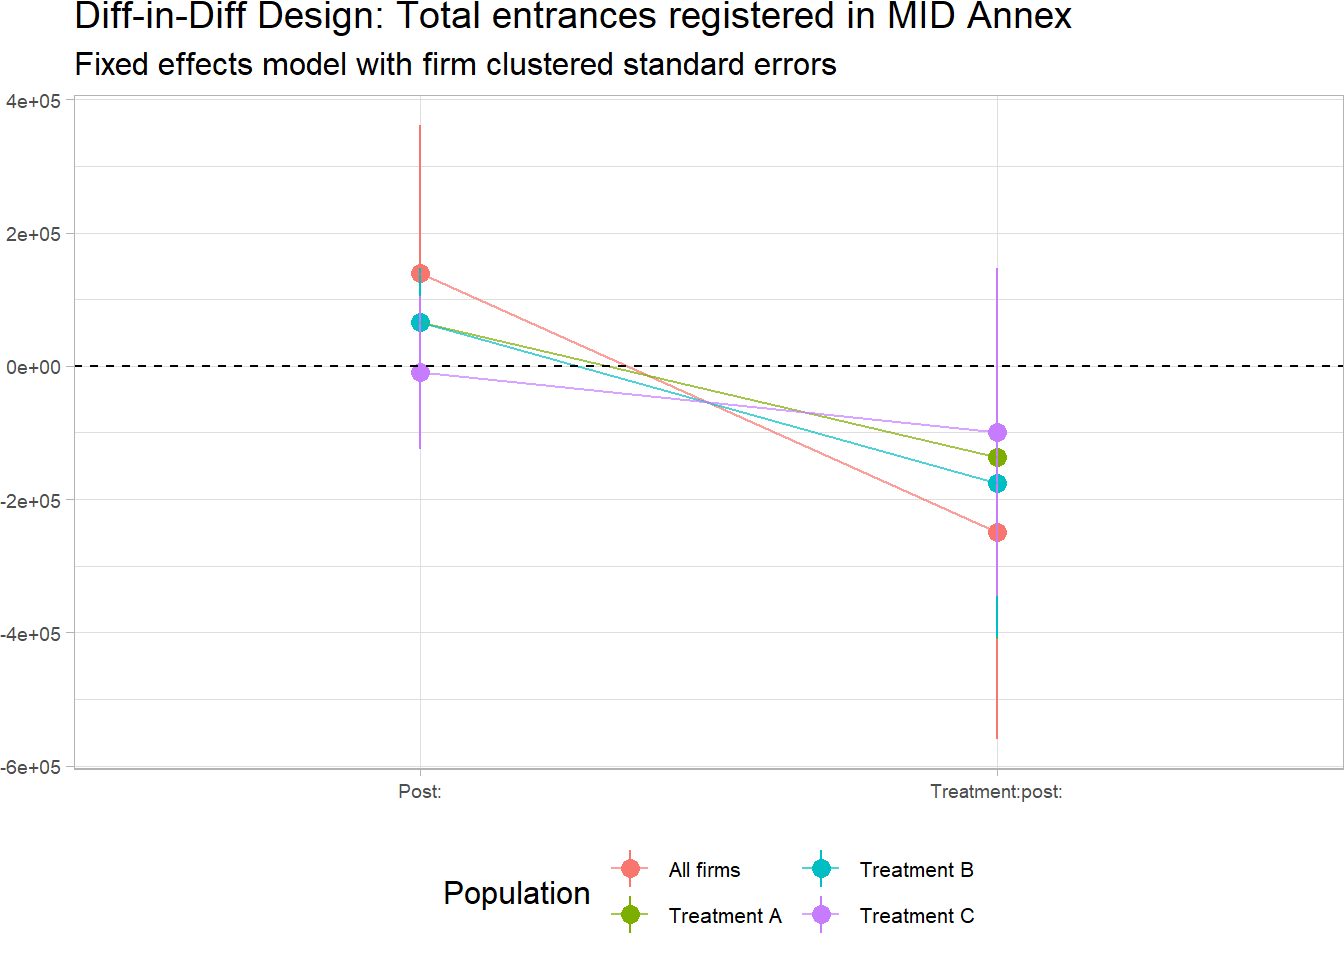 Diff-in-Diff Design: Total entrances registered in MID Annex
Fixed effects model with firm clustered standard errors
4e+05
2e+05
0e+00
-2e+05
-4e+05
-6e+05
Post:
Treatment:post:
Population
All firms
Treatment A
Treatment B
Treatment C